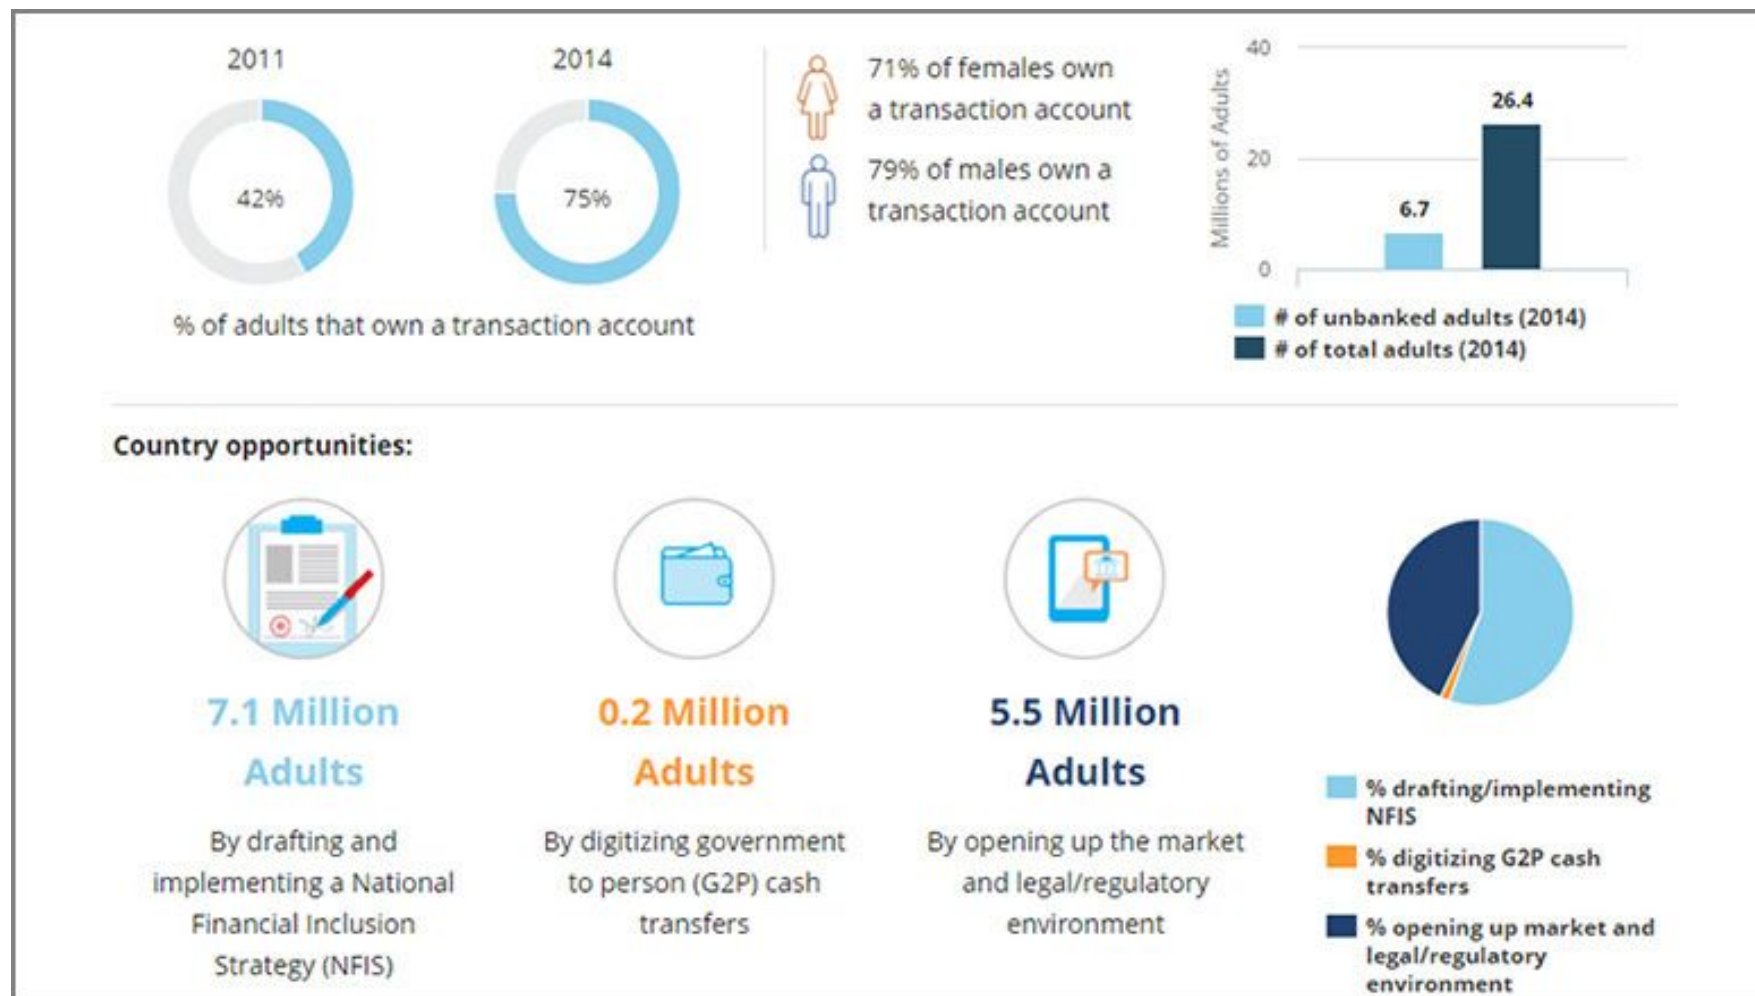 2011
2014
42%
75%
% of adults that own a transaction account
71% of females own
a transaction account
79% of males own a
transaction account
Millions of Adults
40
20
0
6.7
26.4
# of unbanked adults (2014)
# of total adults (2014)
Country opportunities:
7.1 Million
Adults
By drafting and
implementing a National
Financial Inclusion
Strategy (NFIS)
0.2 Million
Adults
By digitizing government
to person (G2P) cash
transfers
5.5 Million
Adults
By opening up the market
and legal/regulatory
environment
% drafting/implementing
NFIS
% digitizing G2P cash
transfers
% opening up market and
legal/regulatory
environment